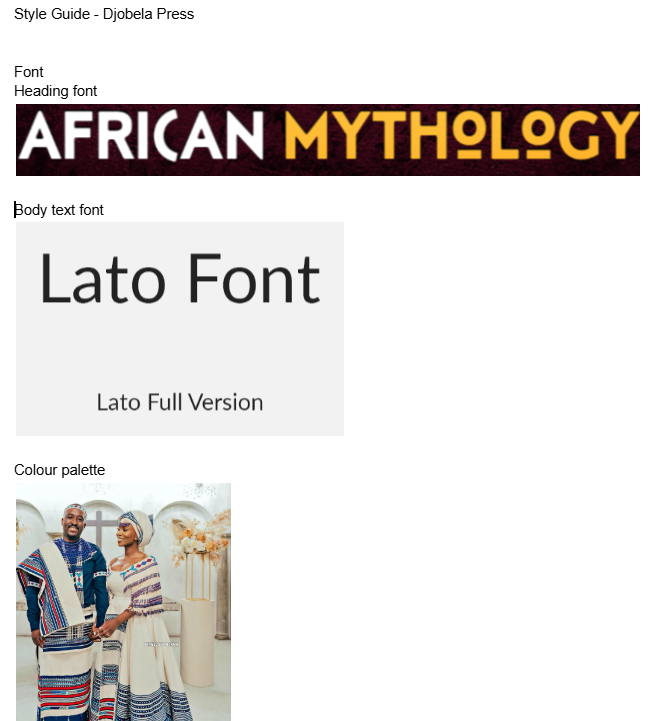 Style Guide - Djobela Press
Font
Heading font
AFRICAN MYTHOLOGY
Body text font
Lato Font
Lato Full Version
Colour palette